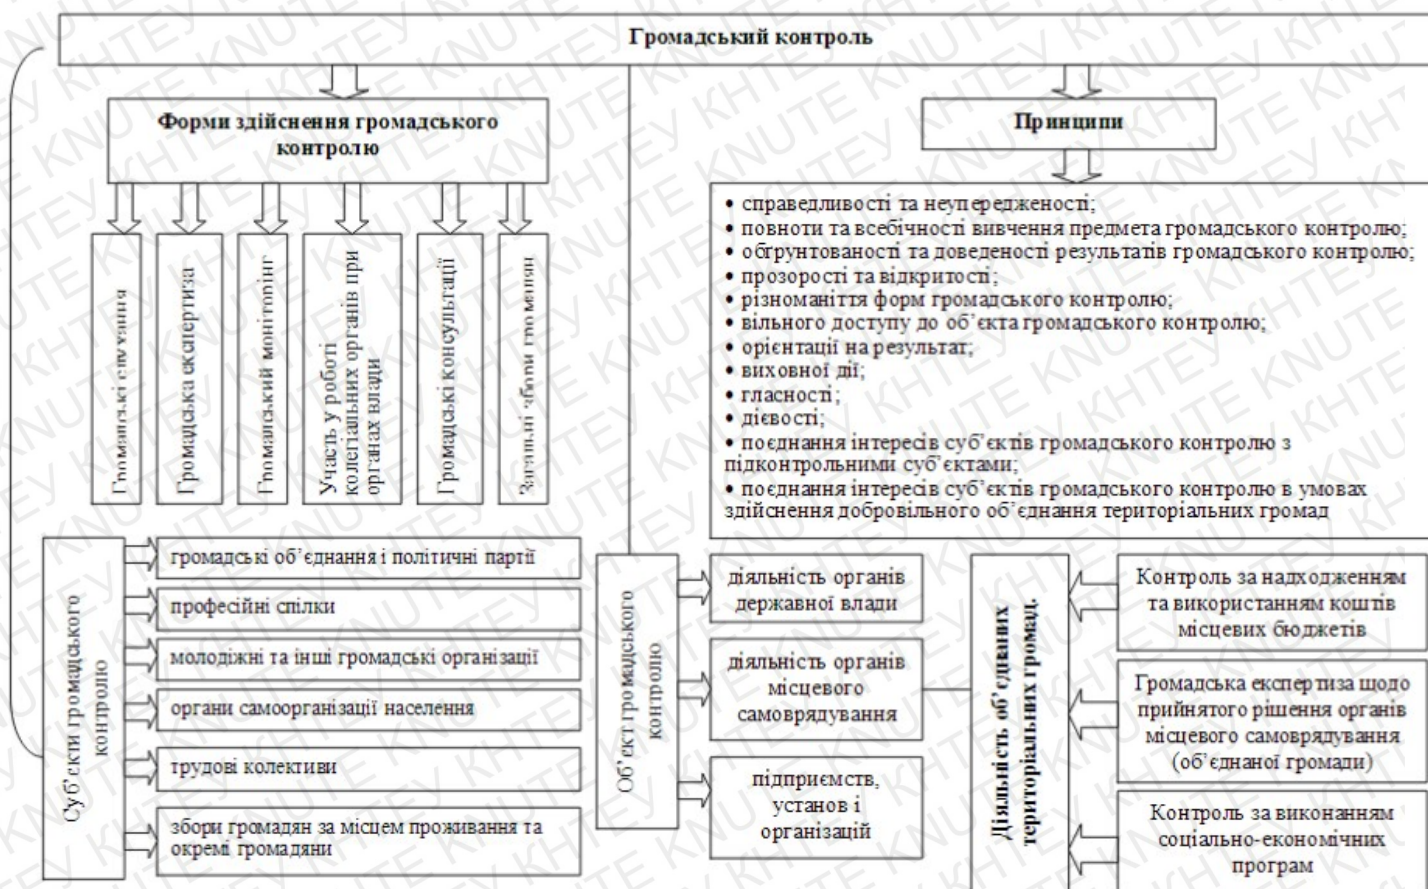 Громадський контроль
Форми здійснення громадського
контролю
Принципи
Громадські слухання
Громадська експертиза
Громадський моніторинг
Участь у роботі
колегіальних органів при
органах влади
Громадські консультації
Загальні збори громадян
• справедливості та неупередженості;
• повноти та всебічності вивчення предмета громадського контролю;
• обґрунтованості та доведеності результатів громадського контролю;
• прозорості та відкритості;
• різноманіття форм громадського контролю;
• вільного доступу до об’єкта громадського контролю;
• орієнтації на результат;
• виховної дії;
• гласності;
• дієвості;
• поєднання інтересів суб’єктів громадського контролю з
підконтрольними суб’єктами;
• поєднання інтересів суб’єктів громадського контролю в умовах
здійснення добровільного об’єднання територіальних громад
Суб’єкти громадського
контролю
громадські об’єднання і політичні партії
професійні спілки
молодіжні та інші громадські організації
органи самоорганізації населення
трудові колективи
збори громадян за місцем проживання та
окремі громадяни
Об’єкт громадського
контролю
діяльність органів
державної влади
діяльність органів
місцевого
самоврядування
підприємств,
установ і
організацій
Діяльність об’єднаних
територіальних громад.
Контроль за надходженням
та використанням коштів
місцевих бюджетів
Громадська експертиза щодо
прийнятого рішення органів
місцевого самоврядування
(об’єднаної громади)
Контроль за виконанням
соціально-економічних
програм
KNUTE КНТЕУ